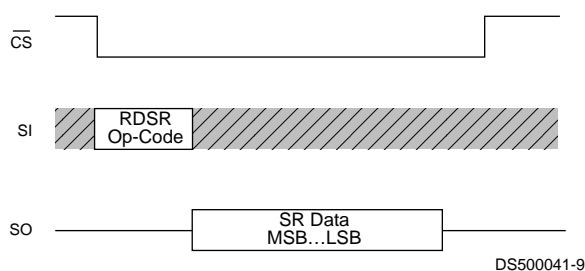 CS
SI
RDSR
Op-Code
SO
SR Data
MSB...LSB
DS500041-9